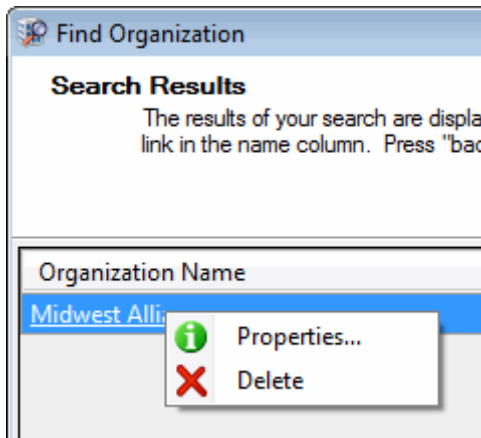 Find Organization
Search Results
The results of your search are displa
link in the name column. Press "bac
Organization Name
Midwest Alli
Properties...
Delete